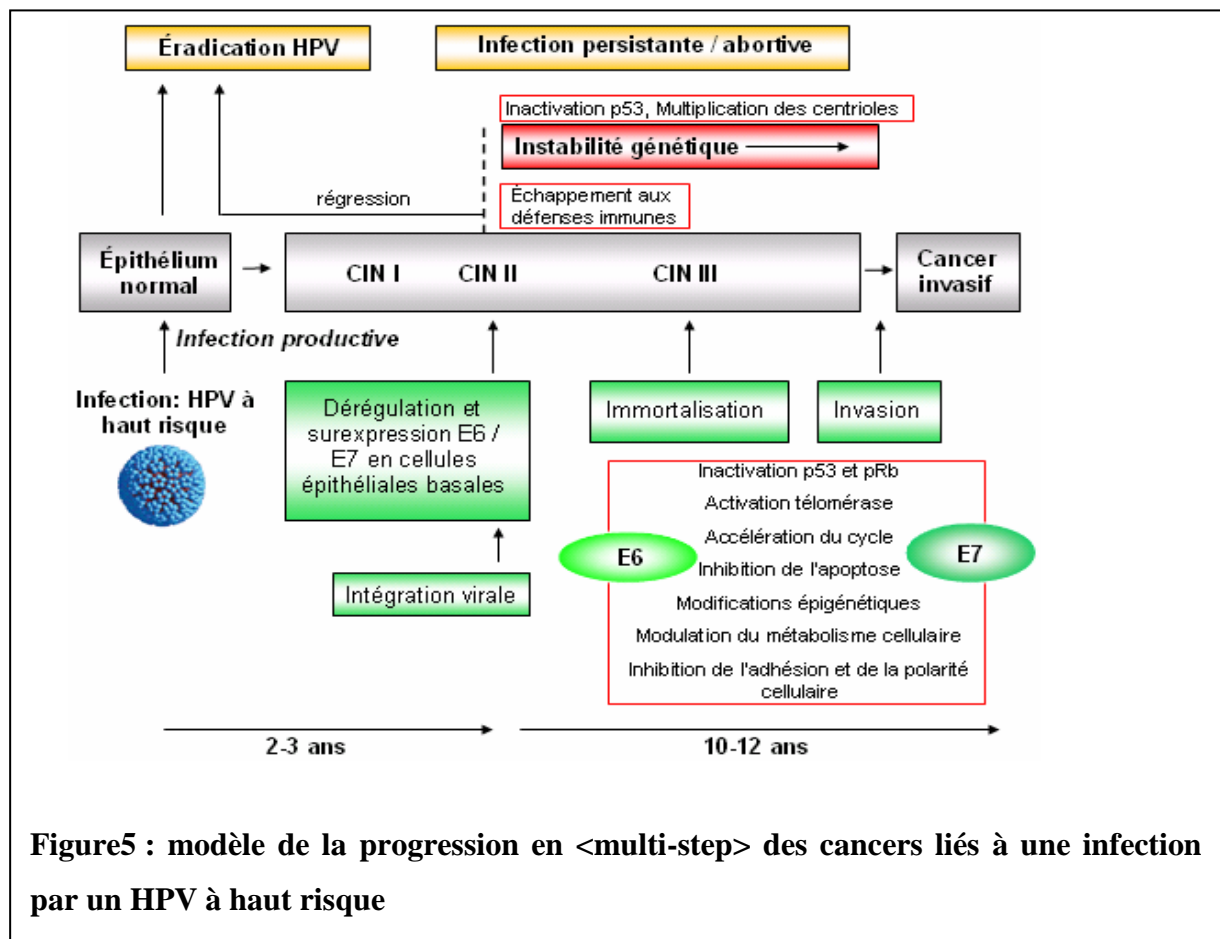 Éradication HPV
Infection persistante / abortive
Inactivation p53, Multiplication des centrioles
Instabilité génétique
Échappement aux
défenses immunes
régression
Épithélium
normal
CIN I
CIN II
CIN III
Cancer
invasif
Infection productive
Infection: HPV à
haut risque
Dérégulation et
surexpression E6 /
E7 en cellules
épithéliales basales
Immortalisation
Invasion
Intégration virale
E6
E7
Inactivation p53 et pRb
Activation télomérase
Accélération du cycle
Inhibition de l'apoptose
Modifications épigénétiques
Modulation du métabolisme cellulaire
Inhibition de l'adhésion et de la polarité
cellulaire
2-3 ans
10-12 ans
Figure5 : modèle de la progression en <multi-step> des cancers liés à une infection
par un HPV à haut risque